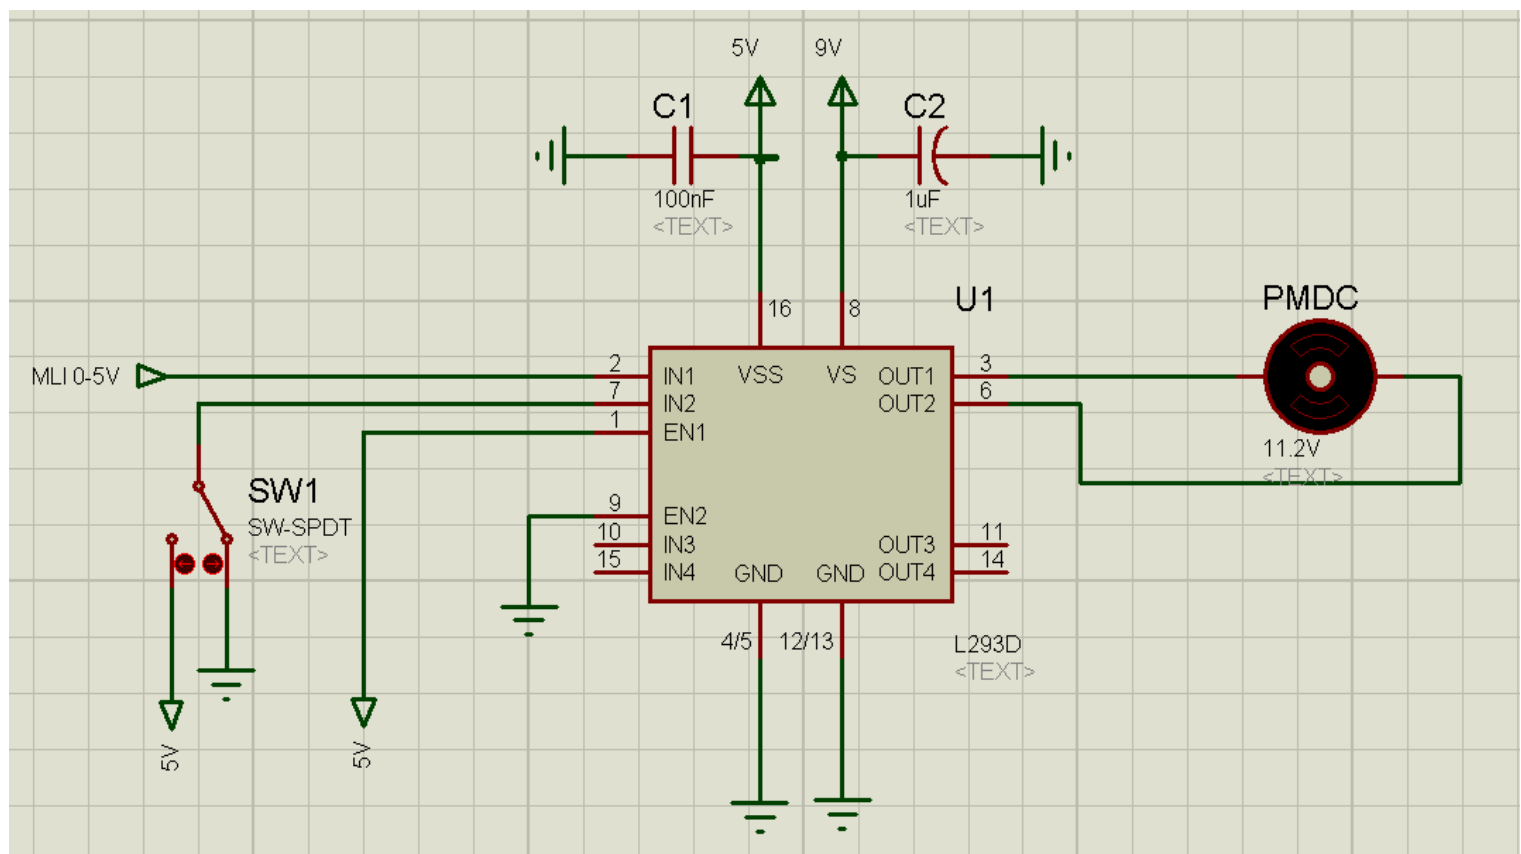 5V
9V
C1
C2
100nF
<TEXT>
1uF
<TEXT>
16
8
U1
PMDC
MLI 0-5V
2
IN1
VSS
VS
OUT1
3
7
IN2
OUT2
6
1
EN1
11.2V
<TEXT>
SW1
SW-SPDT
<TEXT>
9
EN2
10
IN3
OUT3
11
15
IN4
GND
GND
OUT4
14
4/5
12/13
L293D
<TEXT>
5V
5V